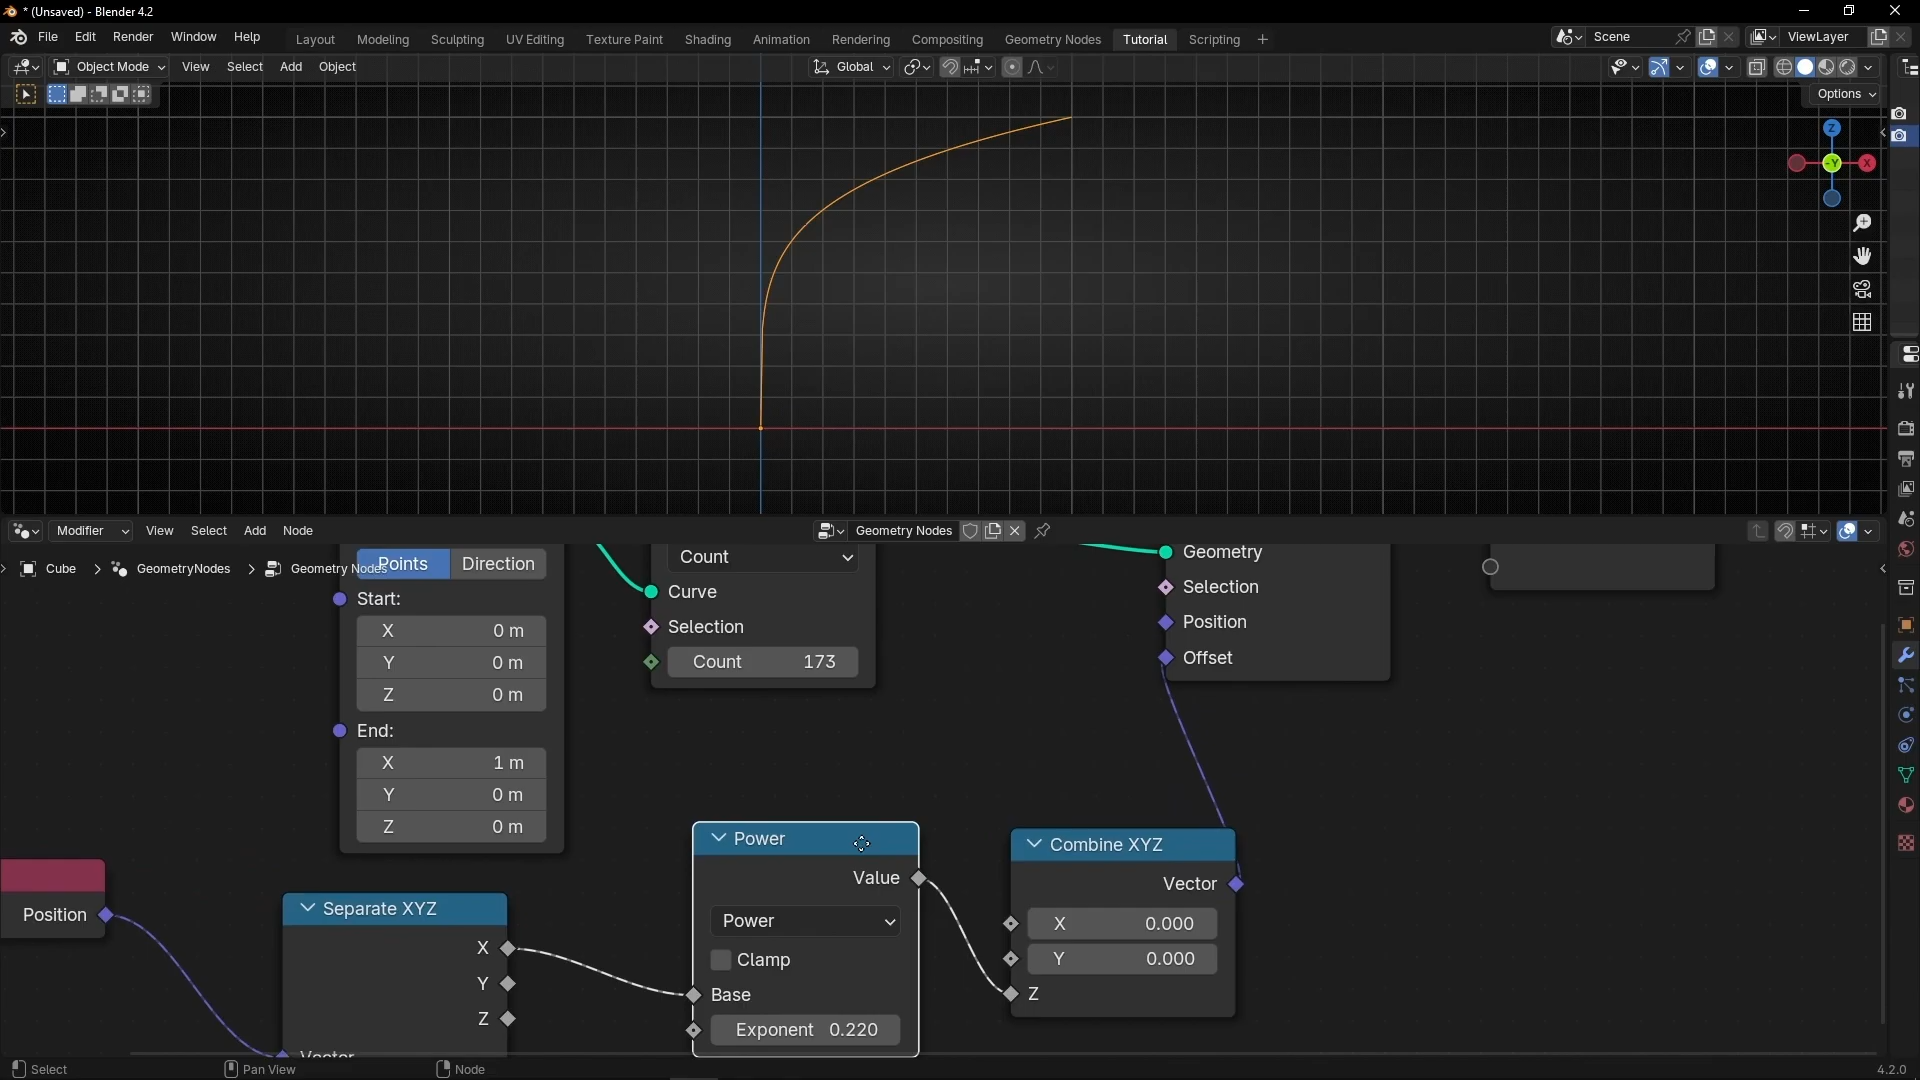 * (Unsaved) - Blender 4.2
File Edit Render Window Help
Layout Modeling Sculpting UV Editing Texture Paint Shading Animation Rendering Compositing Geometry Nodes Tutorial Scripting +
Scene
ViewLayer
Object Mode View Select Add Object
Global
Options
Z
-Y
X
Modifier View Select Add Node
Geometry Nodes
Cube > GeometryNodes > Geometry Nodes
Points Direction
Start:
X 0 m
Y 0 m
Z 0 m
End:
X 1 m
Y 0 m
Z 0 m
Count
Curve
Selection
Count 173
Geometry
Selection
Position
Offset
Position
Separate XYZ
X
Y
Z
Vector
Power
Value
Power
Clamp
Base
Exponent 0.220
Combine XYZ
Vector
X 0.000
Y 0.000
Z
Select
Pan View
Node
4.2.0